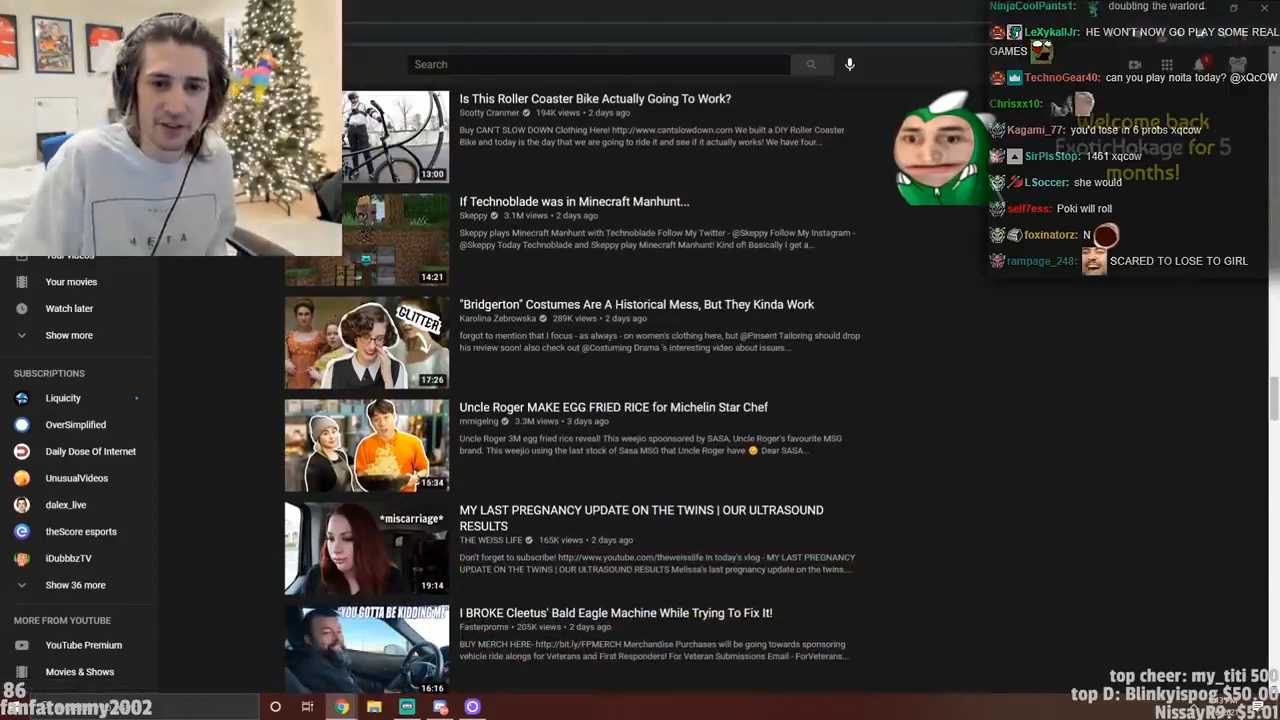 META
Search
Is This Roller Coaster Bike Actually Going To Work?
Scotty Cranmer 194K views • 2 days ago
Buy CAN'T SLOW DOWN Clothing Here! http://www.cantslowdown.com We built a DIY Roller Coaster
Bike and today is the day that we are going to ride it and see if it actually works! We have four...
13:00
If Technoblade was in Minecraft Manhunt...
Skeppy 3.1M views • 2 days ago
Skeppy plays Minecraft Manhunt with Technoblade Follow My Twitter - @Skeppy Follow My Instagram -
@Skeppy Today Technoblade and Skeppy play Minecraft Manhunt! Kind of! Basically I get a...
14:21
"Bridgerton" Costumes Are A Historical Mess, But They Kinda Work
Karolina Żebrowska 289K views • 2 days ago
forgot to mention that I focus - as always - on women's clothing here, but @Pinsent Tailoring should drop
his review soon! also check out @Costuming Drama 's interesting video about issues...
GLITTER
17:26
Uncle Roger MAKE EGG FRIED RICE for Michelin Star Chef
mrnigelng 3.3M views • 3 days ago
Uncle Roger 3M egg fried rice reveal! This weejio spoonsored by SASA, Uncle Roger's favourite MSG
brand. This weejio using the last stock of Sasa MSG that Uncle Roger have 😔 Dear SASA...
15:34
MY LAST PREGNANCY UPDATE ON THE TWINS | OUR ULTRASOUND
RESULTS
THE WEISS LIFE 165K views • 2 days ago
Don't forget to subscribe! http://www.youtube.com/theweisslife In today's vlog - MY LAST PREGNANCY
UPDATE ON THE TWINS | OUR ULTRASOUND RESULTS Melissa's last pregnancy update on the twins....
*miscarriage*
19:14
I BROKE Cleetus' Bald Eagle Machine While Trying To Fix It!
Fasterproms • 205K views • 2 days ago
BUY MERCH HERE- http://bit.ly/FPMERCH Merchandise Purchases will be going towards sponsoring
vehicle ride alongs for Veterans and First Responders! For Veteran Submissions Email - ForVeterans...
"YOU GOTTA BE KIDDING ME"
16:16
Your videos
Your movies
Watch later
Show more
SUBSCRIPTIONS
Liquicity
OverSimplified
Daily Dose Of Internet
UnusualVideos
dalex_live
theScore esports
iDubbbzTV
Show 36 more
MORE FROM YOUTUBE
YouTube Premium
Movies & Shows
86
fanfatommy2002
NinjaCoolPants1: doubting the warlord.
LeXykallJr: HE WON'T NOW GO PLAY SOME REAL
GAMES
TechnoGear40: can you play noita today? @xQcOW
Chrisxx10:
Kagami_77: you'd lose in 6 probs xqcow
SirPlsStop: 1461 xqcow
LSoccer: she would
self7ess: Poki will roll
foxinatorz: N
rampage_248: SCARED TO LOSE TO GIRL
Welcome back
ExoticHokage for 5
months!
top cheer: my_titi 500
top D: Blinkyispog $50.00
NissayR9: $5.01